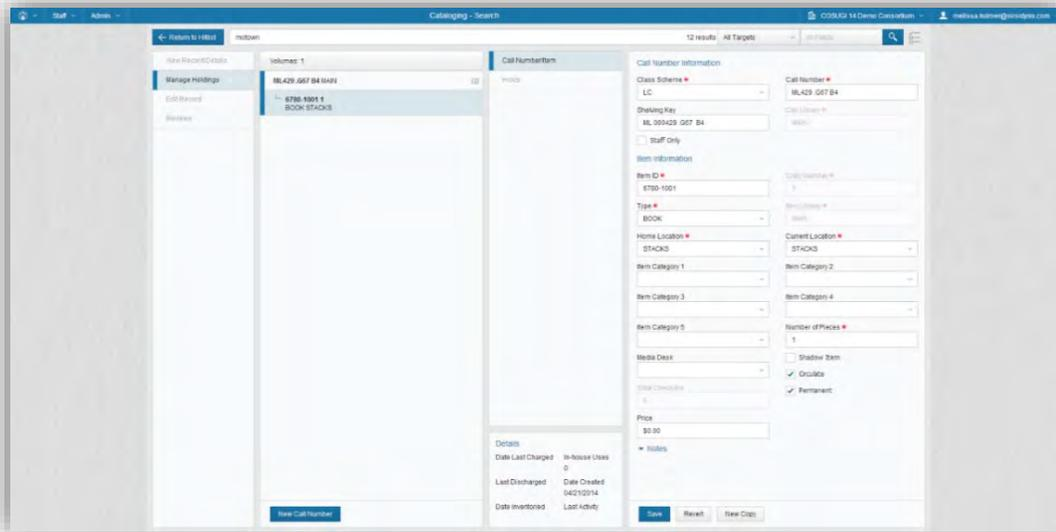 Staff Admin Cataloging - Search COSUGI 14 Demo Consortium
Return to Hitlist motown 12 results All Targets All Fields
View Record/Details
Manage Holdings
Edit Record
Reviews
Volumes: 1
ML429 .G67 B4 MAIN
6780-1001 1
BOOK STACKS
New Call Number
Call Number/Item
Holds
Details
Date Last Charged In-house Uses
0
Last Discharged Date Created
04/21/2014
Date Inventoried Last Activity
Call Number Information
Class Scheme * Call Number *
LC ML429 .G67 B4
Shelving Key Call Library *
ML 000429 .G67 B4 MAIN
Staff Only
Item Information
Item ID * Copy Number *
6780-1001 1
Type * Item Library *
BOOK MAIN
Home Location * Current Location *
STACKS STACKS
Item Category 1 Item Category 2
Item Category 3 Item Category 4
Item Category 5 Number of Pieces *
1
Media Desk Shadow Item
Circulate
Total Checkouts Permanent
0
Price
$0.00
Notes
Save Revert New Copy